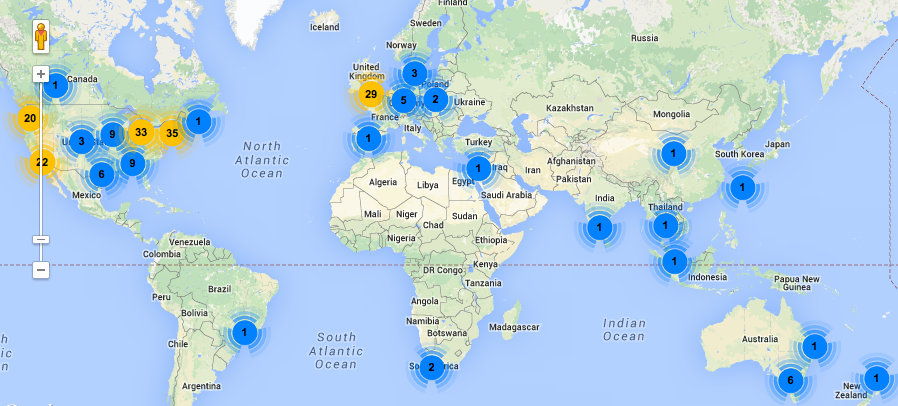 Finland
Iceland
Sweden
Norway
Russia
Canada
1
United
Kingdom
3
Poland
29
5
2
Ukraine
France
Kazakhstan
Mongolia
20
1
3
9
33
35
1
Italy
Turkey
Japan
South Korea
North
Atlantic
Ocean
22
9
6
Mexico
Iraq
Iran
Afghanistan
Pakistan
1
1
Algeria
Libya
Egypt
Saudi Arabia
India
1
Mali
Niger
Chad
Sudan
Thailand
1
1
Nigeria
Ethiopia
Venezuela
Colombia
DR Congo
Kenya
Tanzania
1
Indonesia
Papua New
Guinea
Peru
Brazil
Bolivia
Angola
Namibia
Botswana
Madagascar
Chile
1
South
Atlantic
Ocean
Indian
Ocean
Australia
1
2
6
1
New
Zealand
Argentina